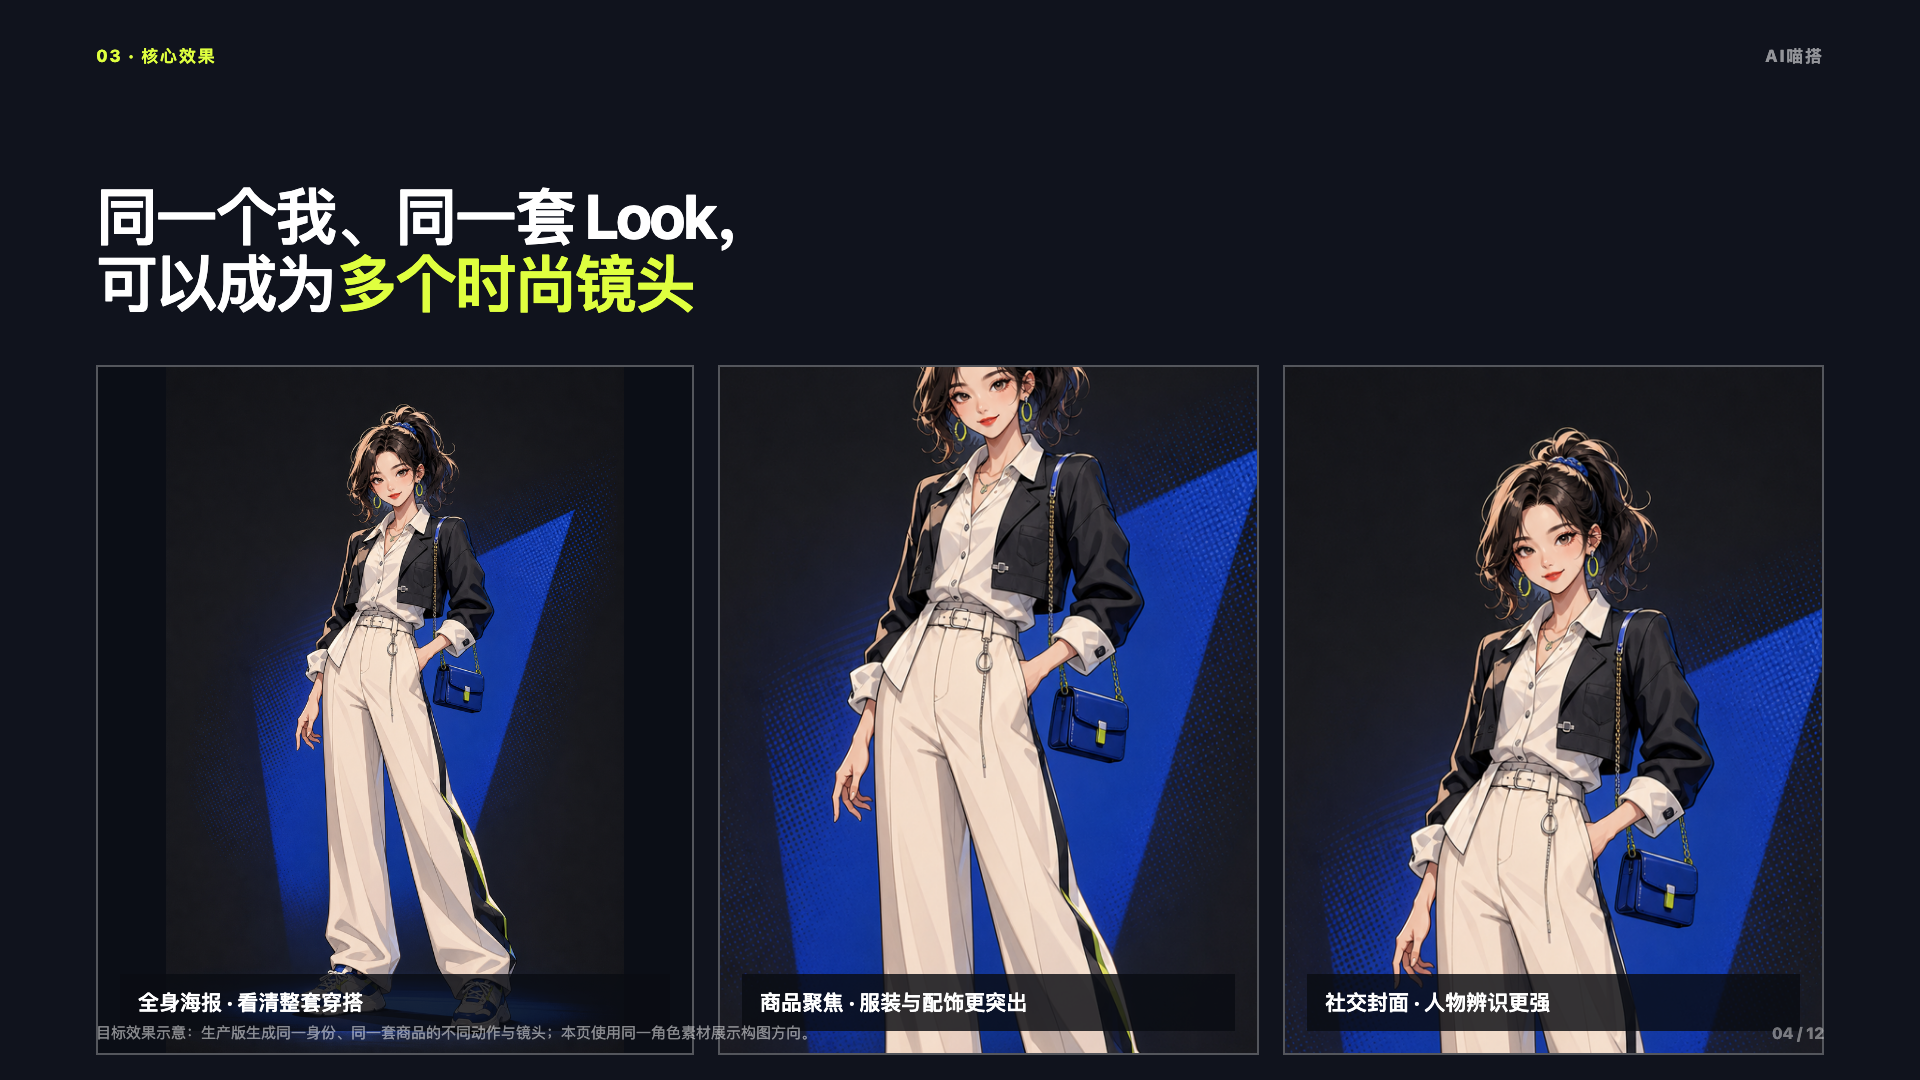 03 · 核心效果
AI喵搭
同一个我、同一套 Look,
可以成为多个时尚镜头
全身海报 · 看清整套穿搭
商品聚焦 · 服装与配饰更突出
社交封面 · 人物辨识更强
目标效果示意：生产版生成同一身份、同一套商品的不同动作与镜头；本页使用同一角色素材展示构图方向。
04 / 12